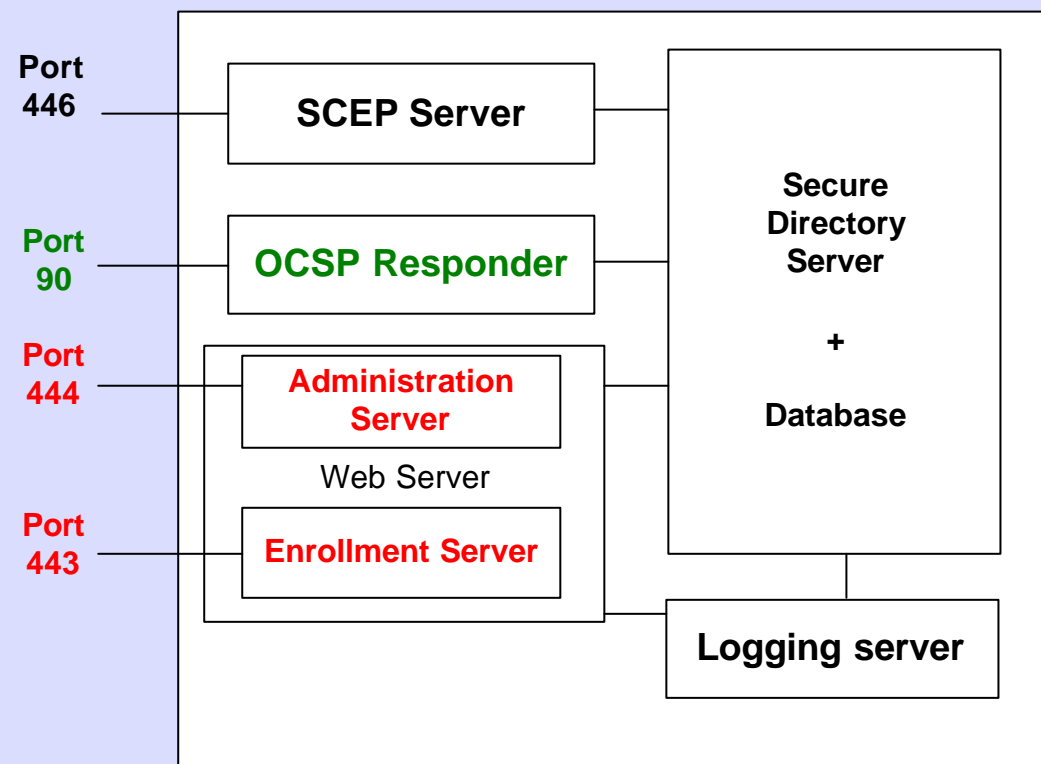 Port
446
SCEP Server
Secure
Directory
Server
+
Database
Port
90
OCSP Responder
Port
444
Administration
Server
Web Server
Port
443
Enrollment Server
Logging server